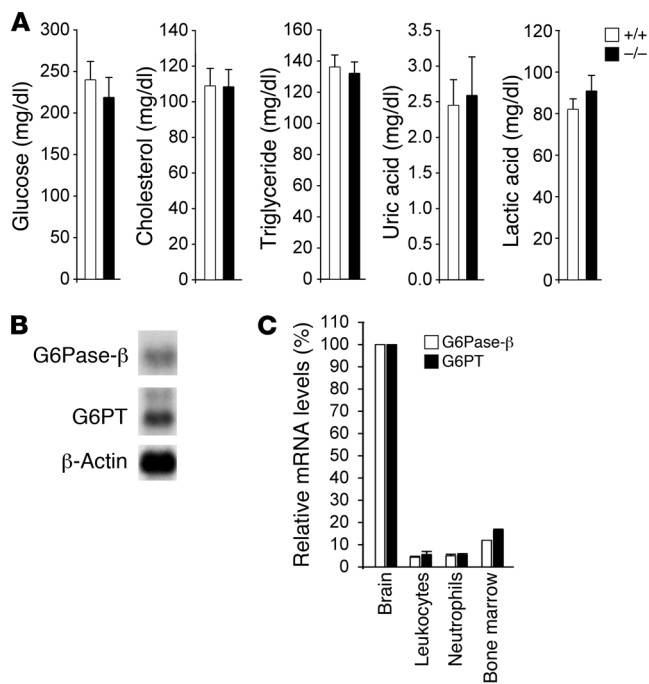 A
+/+
–/–
Glucose (mg/dl)
300
250
200
150
100
50
0
Cholesterol (mg/dl)
140
120
100
80
60
40
20
0
Triglyceride (mg/dl)
160
140
120
100
80
60
40
20
0
Uric acid (mg/dl)
3.5
3.0
2.5
2.0
1.5
1.0
0.5
0.0
Lactic acid (mg/dl)
120
100
80
60
40
20
0
B
G6Pase-β
G6PT
β-Actin
C
Relative mRNA levels (%)
110
100
90
80
70
60
50
40
30
20
10
0
G6Pase-β
G6PT
Brain
Leukocytes
Neutrophils
Bone marrow